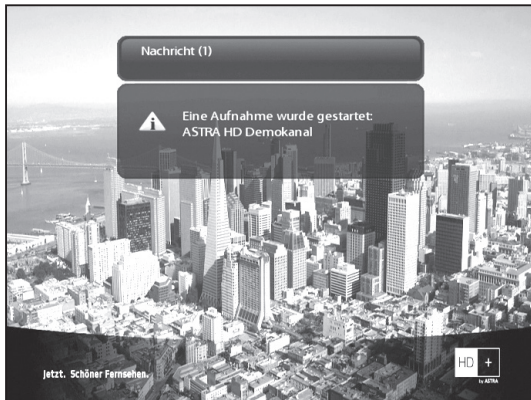 Nachricht (1)
Eine Aufnahme wurde gestartet:
ASTRA HD Demokanal
Jetzt. Schöner Fernsehen.
HD +
by ASTRA